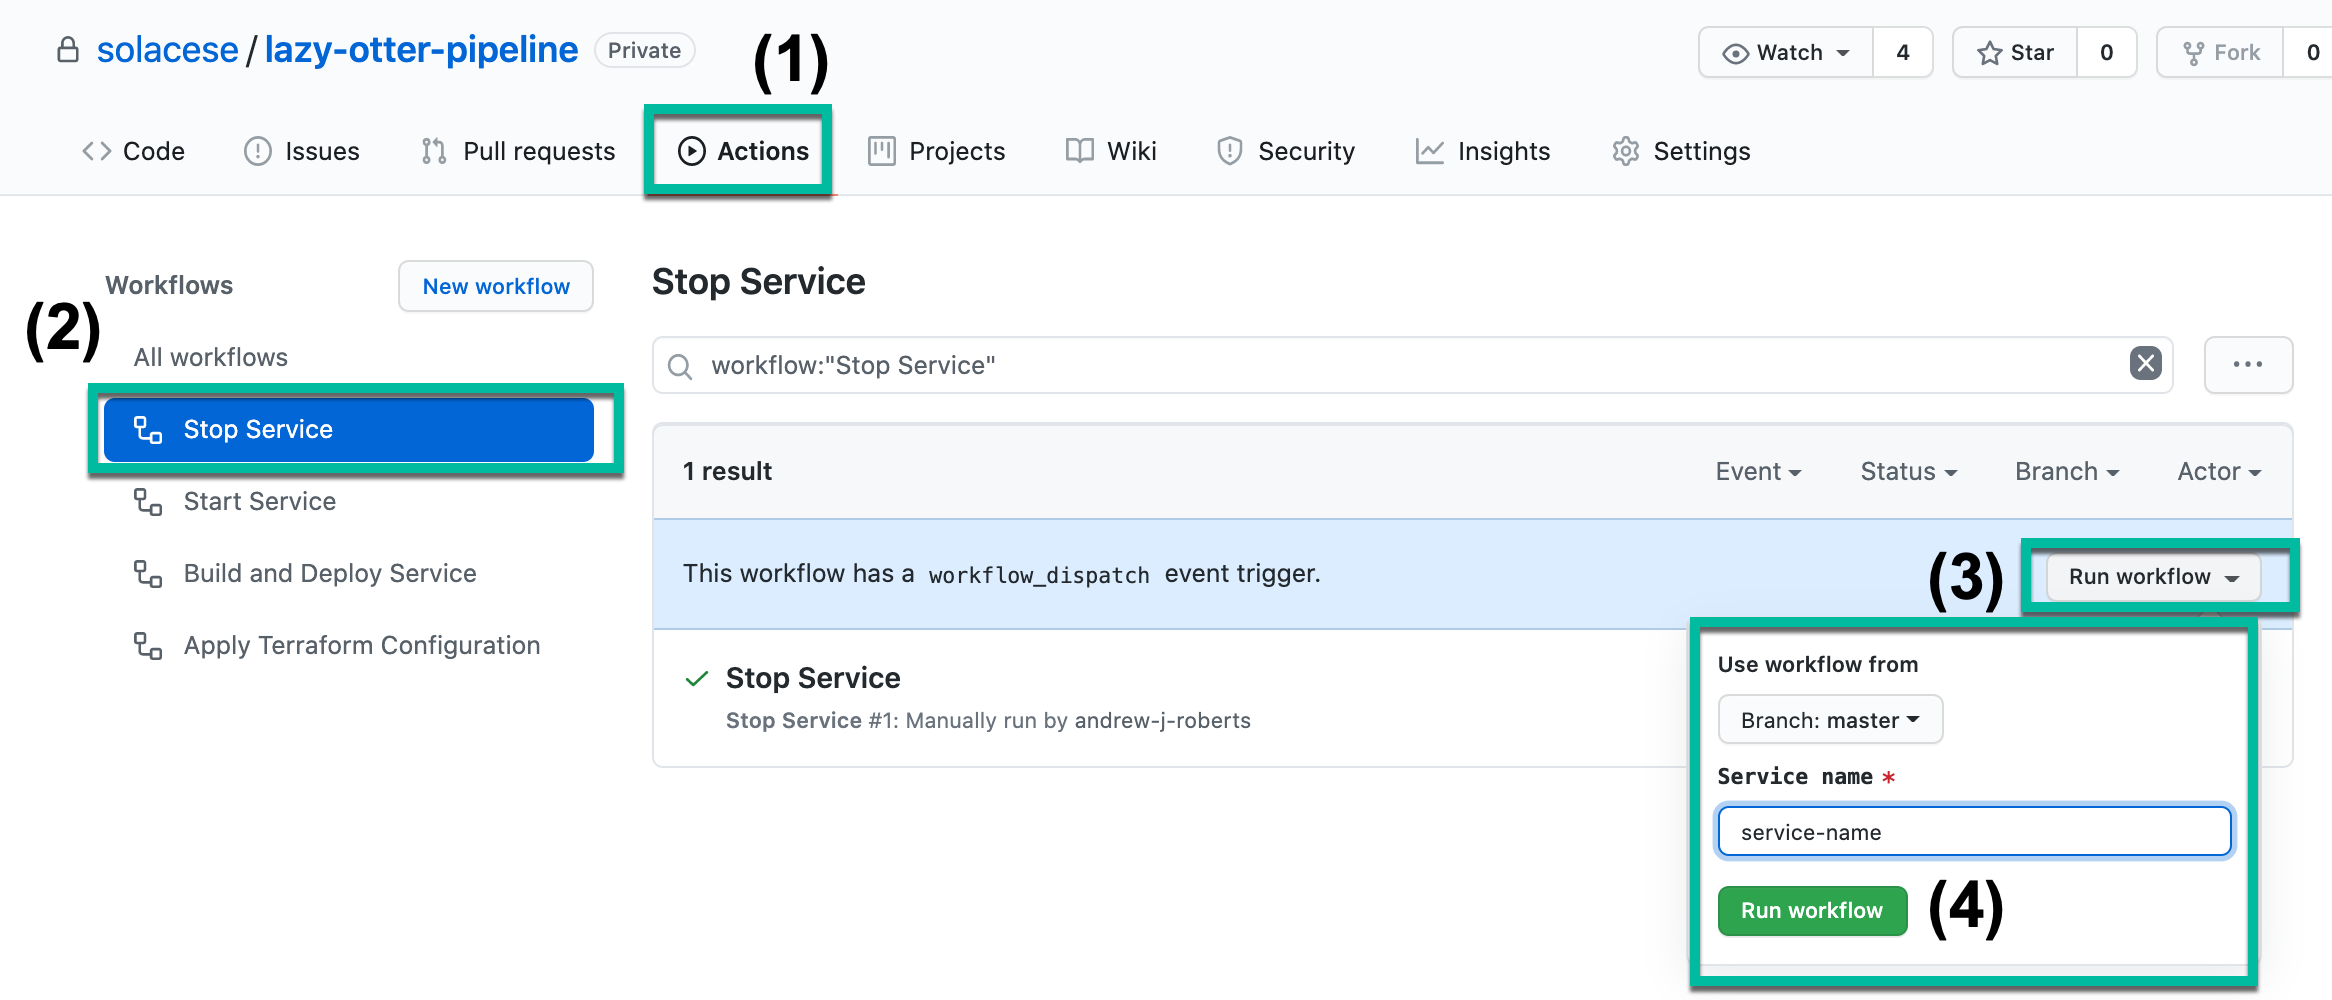 solacese / lazy-otter-pipeline Private (1) Watch 4 Star 0 Fork 0
Code Issues Pull requests Actions Projects Wiki Security Insights Settings
(2)
Workflows New workflow
All workflows
Stop Service
Start Service
Build and Deploy Service
Apply Terraform Configuration
Stop Service
workflow:"Stop Service"
1 result Event Status Branch Actor
This workflow has a workflow_dispatch event trigger. (3) Run workflow
Stop Service
Stop Service #1: Manually run by andrew-j-roberts
Use workflow from
Branch: master
Service name *
service-name
Run workflow (4)